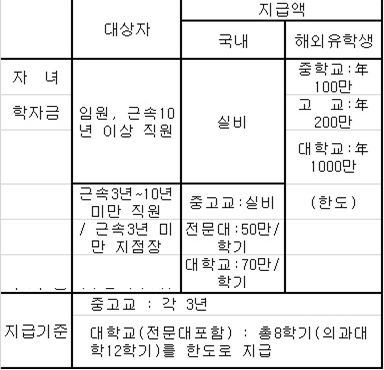 대상자 지급액
국내 해외유학생
자 녀
학자금
임원, 근속10
년 이상 직원
실비
중학교:年
100만
고 교:年
200만
대학교:年
1000만
(한도)
근속3년~10년
미만 직원
/ 근속3년 미
만 지점장
중고교:실비
전문대:50만/
학기
대학교:70만/
학기
지급기준
중고교 : 각 3년
대학교(전문대포함) : 총8학기(의과대
학12학기)를 한도로 지급